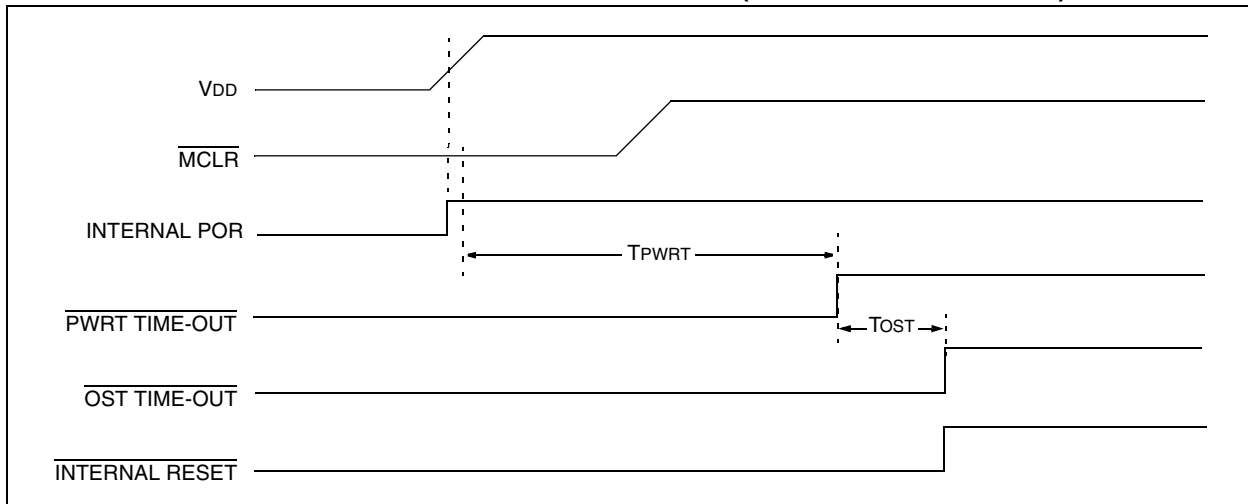 VDD
MCLR
INTERNAL POR
TPWRT
PWRT TIME-OUT
TOST
OST TIME-OUT
INTERNAL RESET